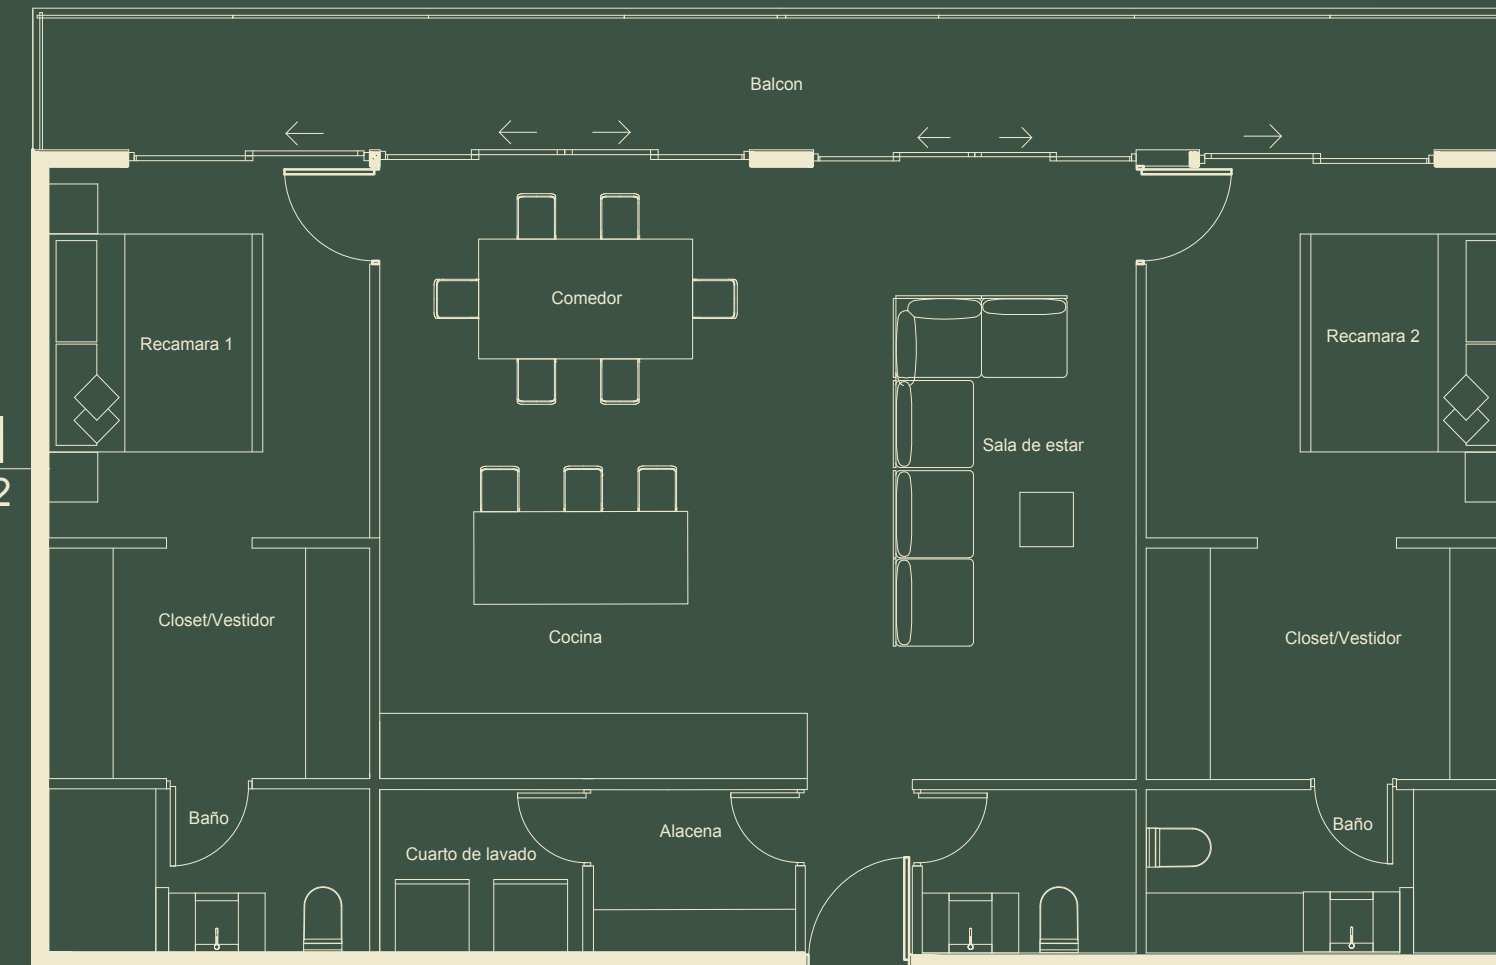 Balcon
Comedor
Recamara 1
Recamara 2
Sala de estar
2
Closet/Vestidor
Cocina
Closet/Vestidor
Baño
Alacena
Baño
Cuarto de lavado